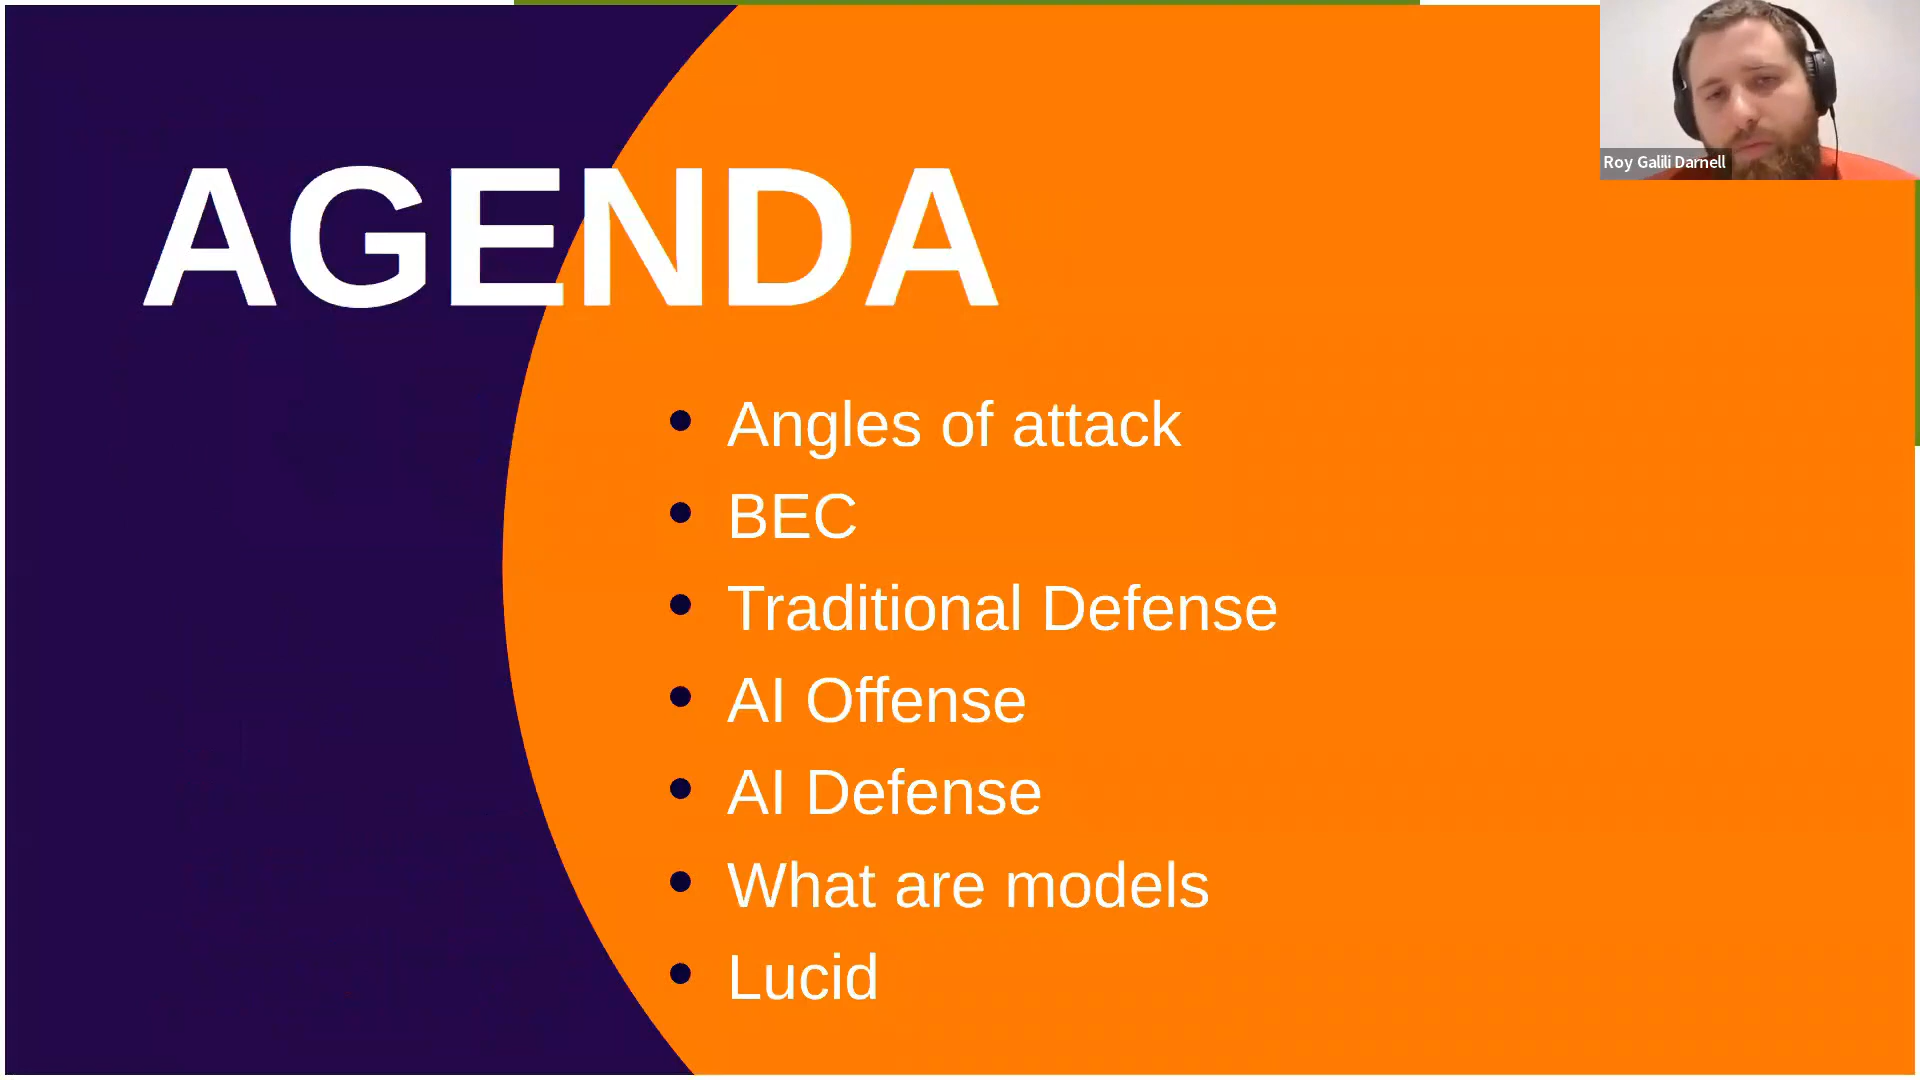 AGENDA
Roy Galili Darnell
Angles of attack
BEC
Traditional Defense
AI Offense
AI Defense
What are models
Lucid